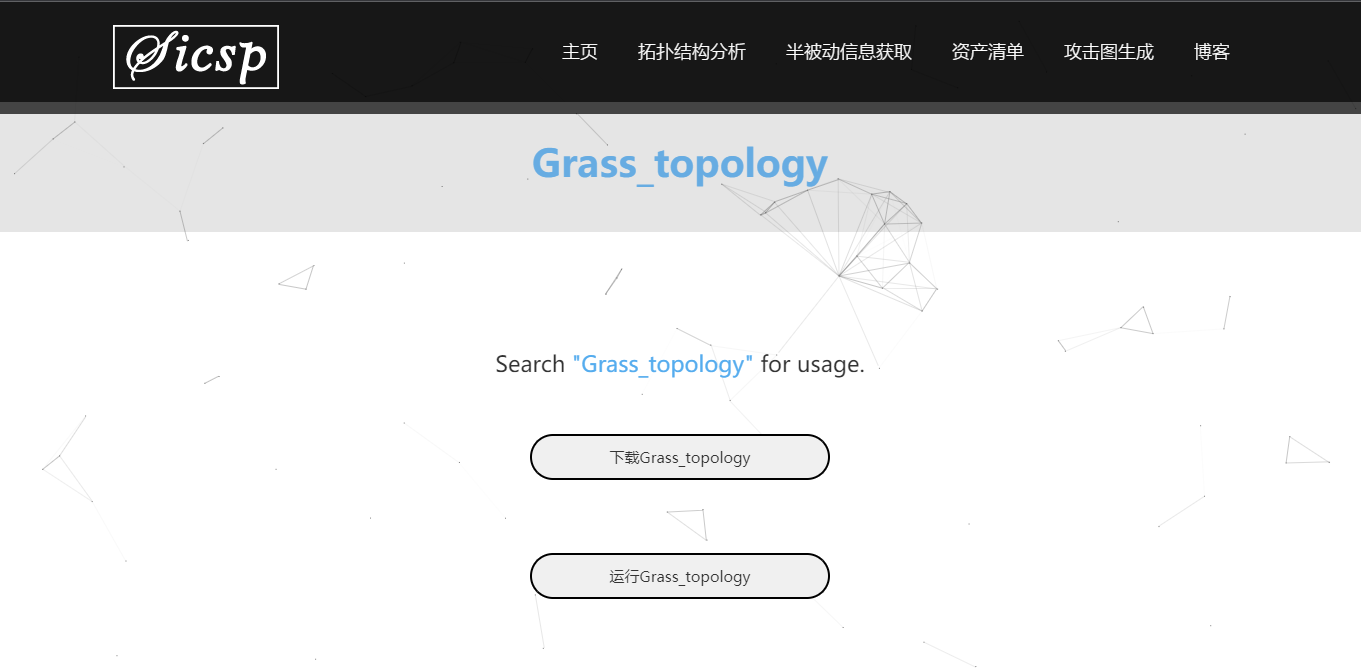 Sicsp
主页 拓扑结构分析 半被动信息获取 资产清单 攻击图生成 博客
Grass_topology
Search "Grass_topology" for usage.
下载Grass_topology
运行Grass_topology